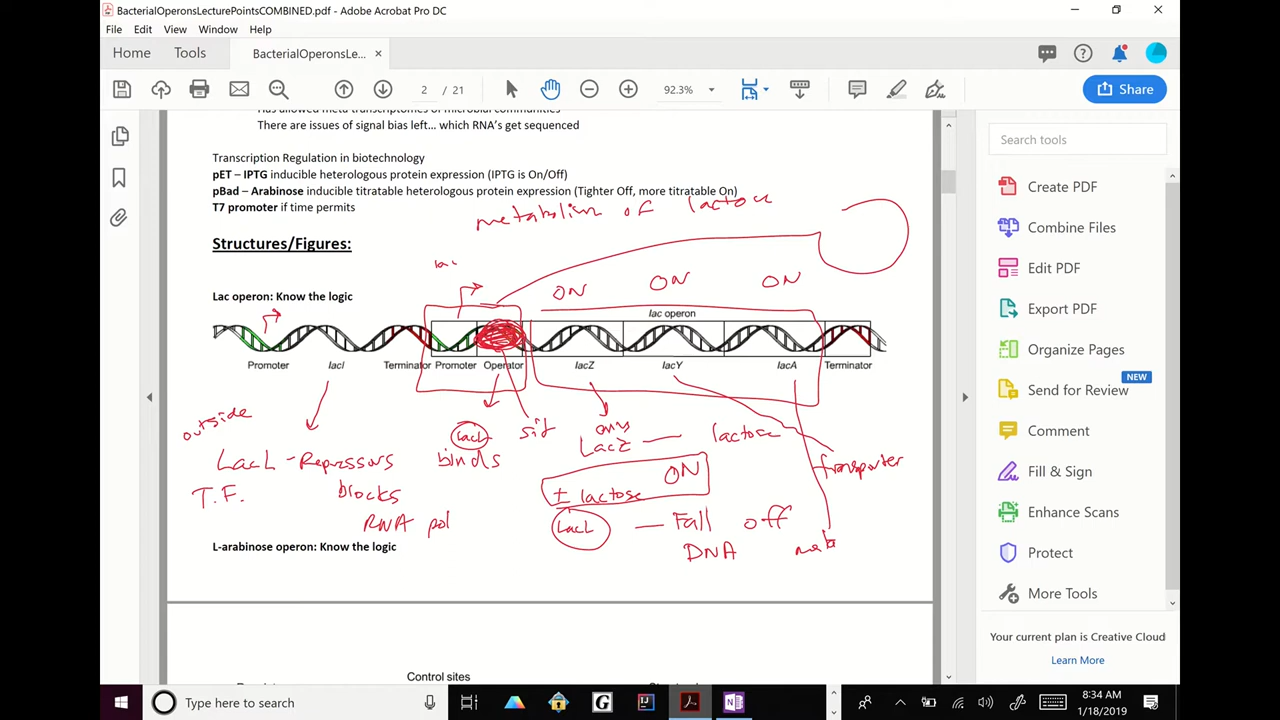 BacterialOperonsLecturePointsCOMBINED.pdf - Adobe Acrobat Pro DC
File Edit View Window Help
Home Tools BacterialOperonsLe... ×
2 / 21 92.3% Share
There are issues of signal bias left... which RNA's get sequenced
Transcription Regulation in biotechnology
pET – IPTG inducible heterologous protein expression (IPTG is On/Off)
pBad – Arabinose inducible titratable heterologous protein expression (Tighter Off, more titratable On)
T7 promoter if time permits
metabolism of lactose
Structures/Figures:
lac
ON ON ON
Lac operon: Know the logic
lac operon
Promoter lacI Terminator Promoter Operator lacZ lacY lacA Terminator
outside
LacI - Repressors
T.F.
blocks
RNA pol
LacI
binds
sit
LacZ — lactose
transporter
ON
± lactose
LacI — Fall off
DNA
L-arabinose operon: Know the logic
Control sites
Search tools
Create PDF
Combine Files
Edit PDF
Export PDF
Organize Pages
NEW
Send for Review
Comment
Fill & Sign
Enhance Scans
Protect
More Tools
Your current plan is Creative Cloud
Learn More
Type here to search
8:34 AM
1/18/2019